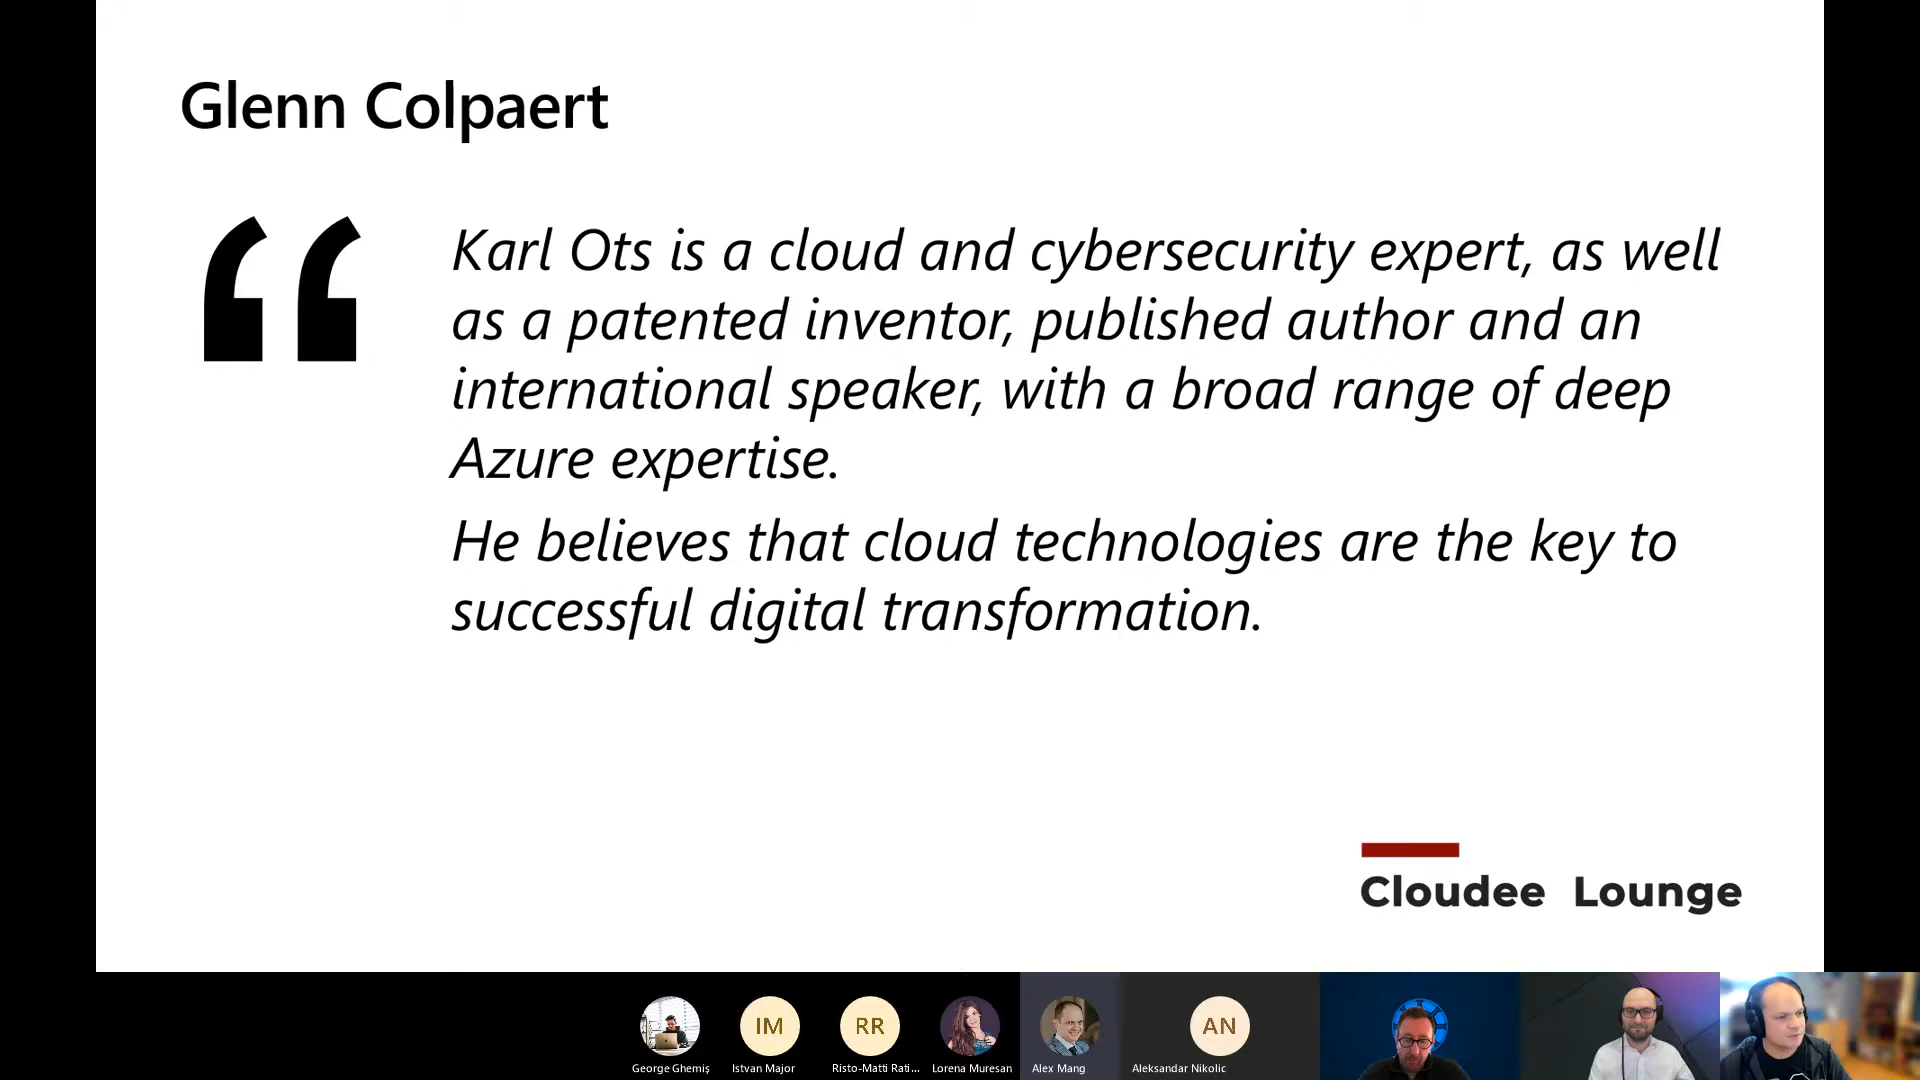 Glenn Colpaert
“
Karl Ots is a cloud and cybersecurity expert, as well
as a patented inventor, published author and an
international speaker, with a broad range of deep
Azure expertise.
He believes that cloud technologies are the key to
successful digital transformation.
Cloudee Lounge
IM
RR
AN
George Ghemiș
Istvan Major
Risto-Matti Rati...
Lorena Muresan
Alex Mang
Aleksandar Nikolic